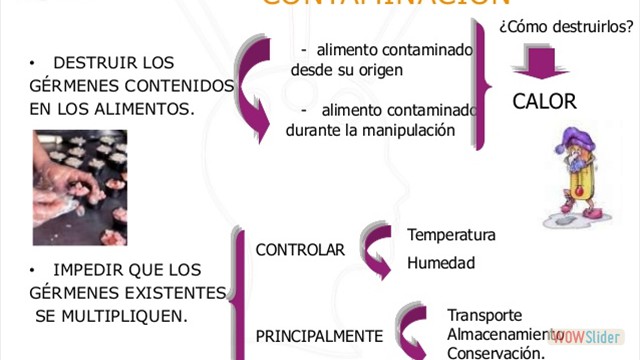 CONTAMINACIÓN
¿Cómo destruirlos?
CALOR
• DESTRUIR LOS
GÉRMENES CONTENIDOS
EN LOS ALIMENTOS.
- alimento contaminado
desde su origen
- alimento contaminado
durante la manipulación
• IMPEDIR QUE LOS
GÉRMENES EXISTENTES
SE MULTIPLIQUEN.
CONTROLAR
Temperatura
Humedad
PRINCIPALMENTE
Transporte
Almacenamiento
Conservación.
WOWSlider